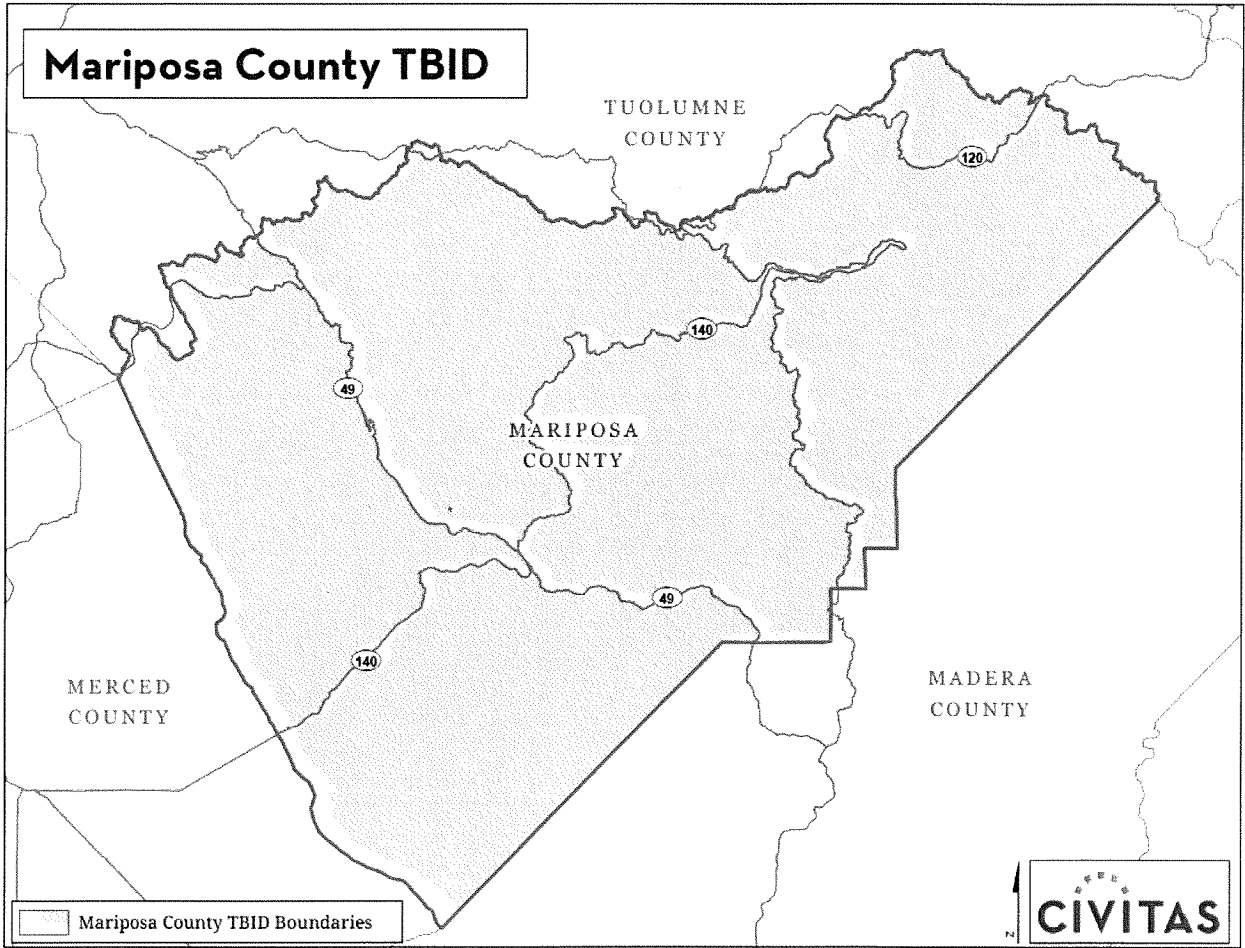 Mariposa County TBID
TUOLUMNE
COUNTY
120
140
49
MARIPOSA
COUNTY
49
140
MERCED
COUNTY
MADERA
COUNTY
Mariposa County TBID Boundaries
N
CIVITAS